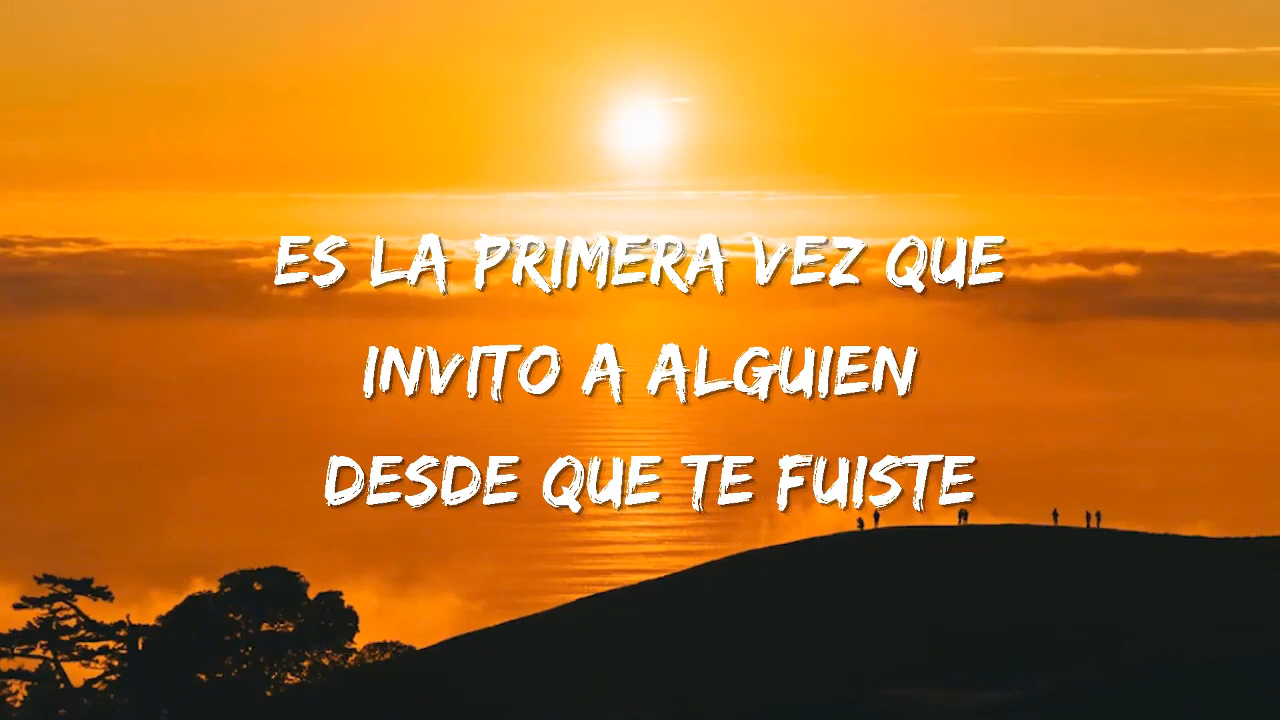 ES LA PRIMERA VEZ QUE
INVITO A ALGUIEN
DESDE QUE TE FUISTE